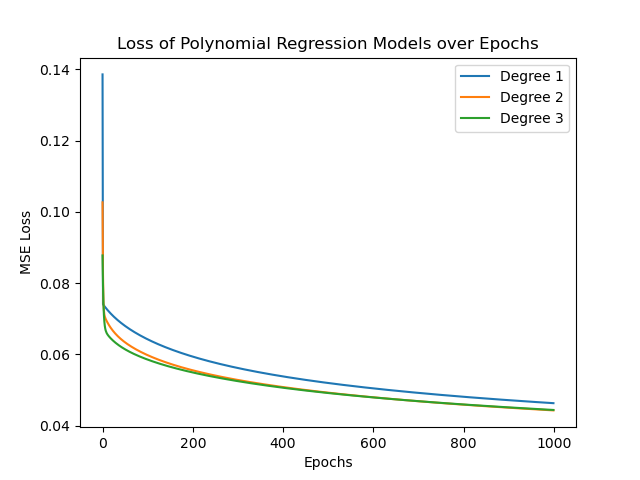 Loss of Polynomial Regression Models over Epochs
Degree 1
Degree 2
Degree 3
MSE Loss
0.14
0.12
0.10
0.08
0.06
0.04
0
200
400
600
800
1000
Epochs